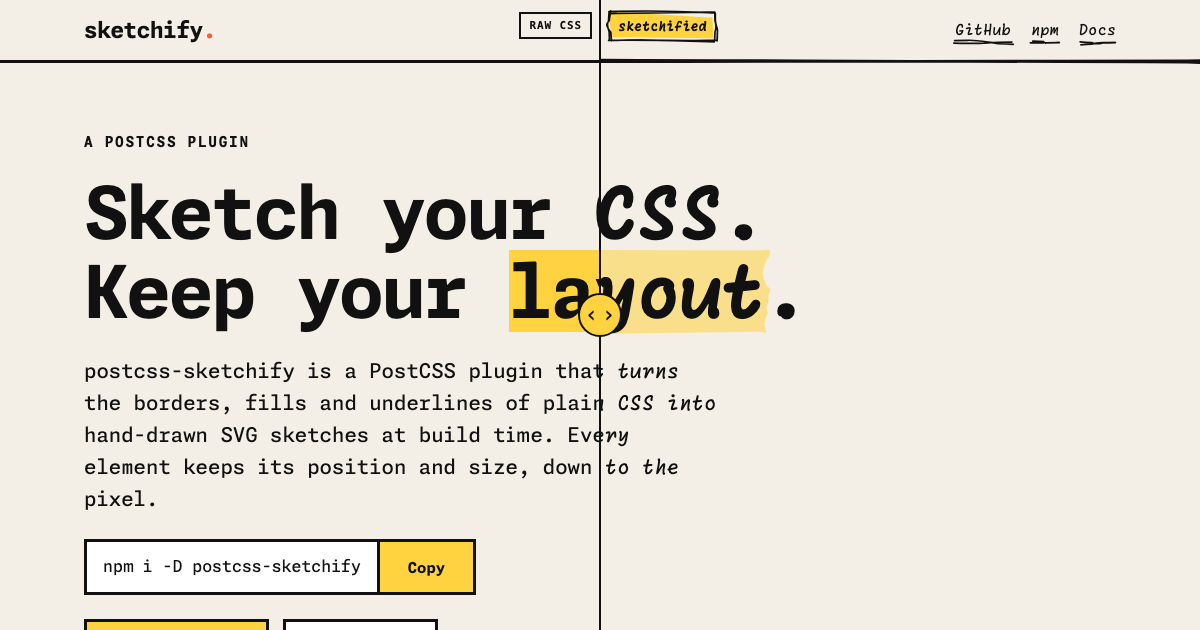 sketchify.
RAW CSS
sketchified
GitHub npm Docs
A POSTCSS PLUGIN
Sketch your CSS.
Keep your layout.
postcss-sketchify is a PostCSS plugin that turns
the borders, fills and underlines of plain CSS into
hand-drawn SVG sketches at build time. Every
element keeps its position and size, down to the
pixel.
npm i -D postcss-sketchify
Copy